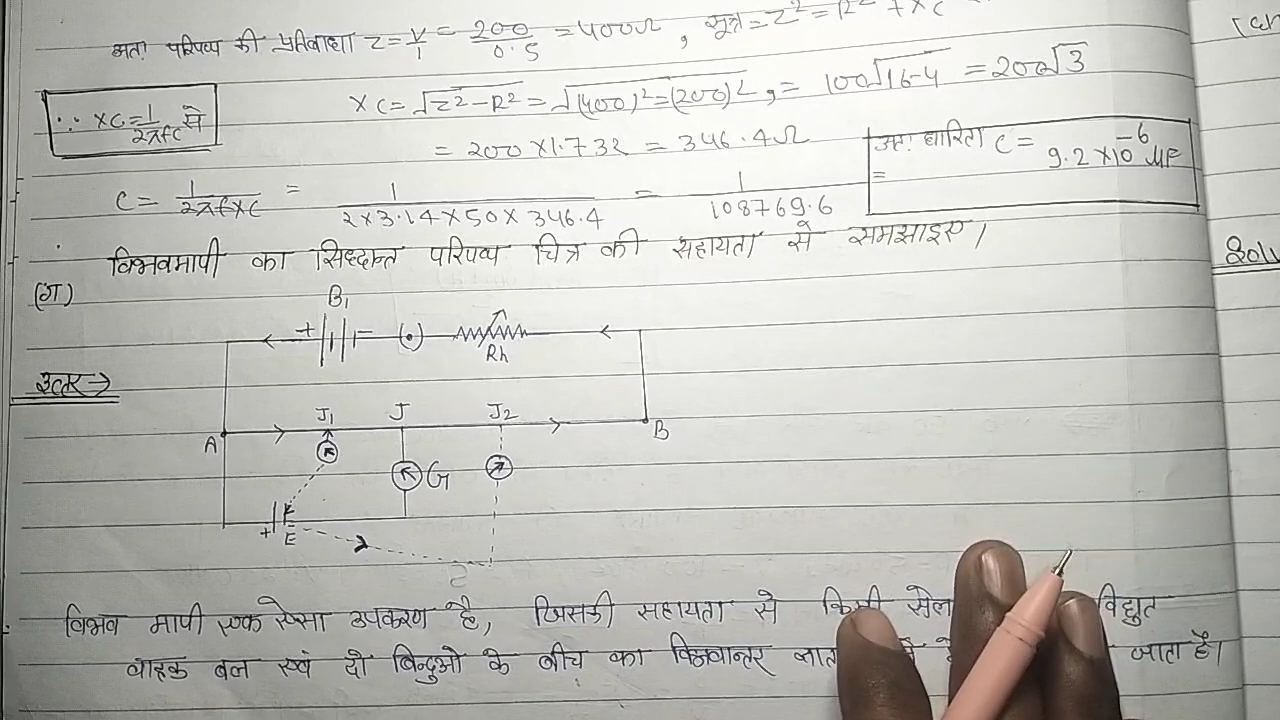 अतः परिपथ की प्रतिबाधा Z = V/I = 200/0.5 = 400Ω , सूत्र = Z² = R² + XC
∵ XC = 1/2πfC से
XC = √Z² - R² = √(400)² = (200)² , = 100√16-4 = 200√3
= 200 × 1.732 = 346.4Ω
अतः धारिता C = 9.2 × 10⁻⁶ μF
=
C = 1/2πfXC = 1/2×3.14×50×346.4 = 1/108769.6
विभवमापी का सिध्दान्त परिपथ चित्र की सहायता से समझाइए।
(ग)
Solu
B₁
+ -
(•)
Rh
उत्तर →
J₁ J J₂
A B
G
+ E
विभव मापी एक ऐसा उपकरण है, जिसकी सहायता से किसी सेल विद्युत
वाहक बल एवं दो बिन्दुओ के बीच का विभवान्तर जाता है।